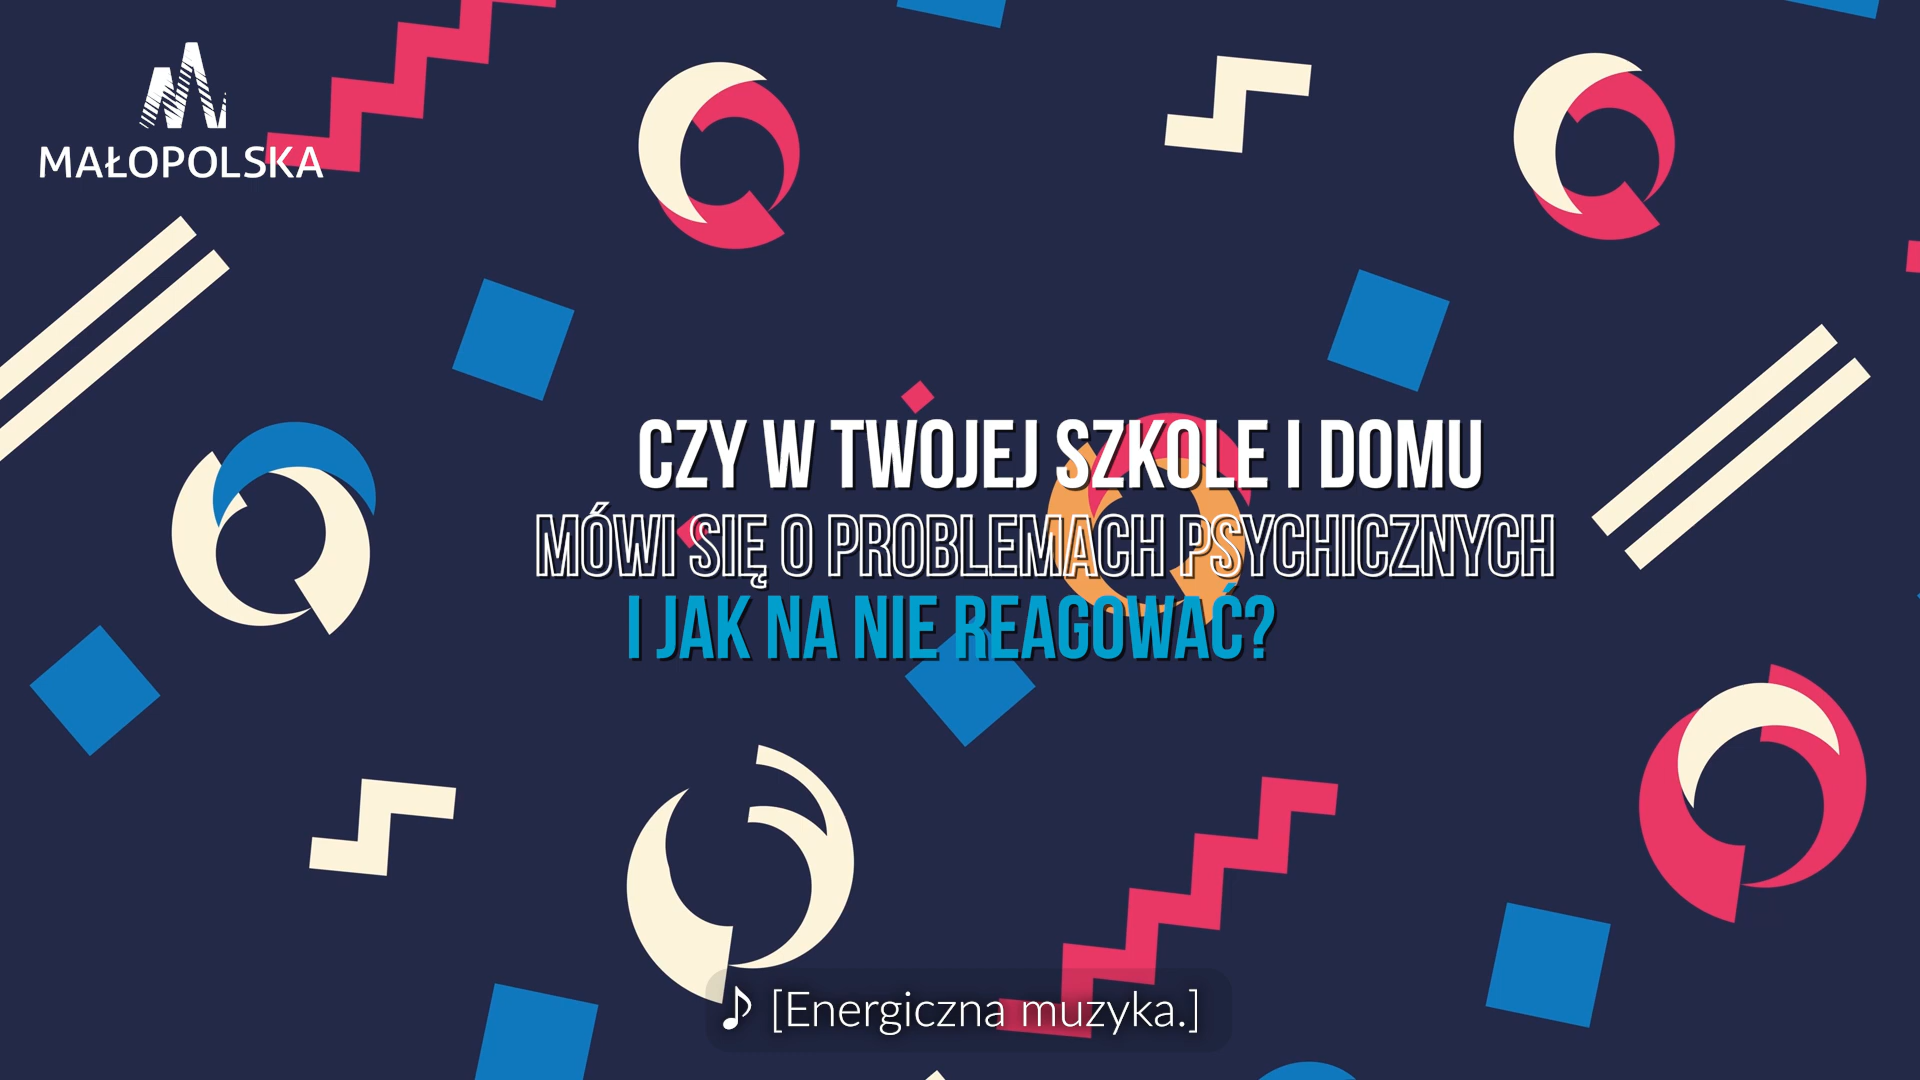 MAŁOPOLSKA
CZY W TWOJEJ SZKOLE I DOMU
MÓWI SIĘ O PROBLEMACH PSYCHICZNYCH
I JAK NA NIE REAGOWAĆ?
♪ [Energiczna muzyka.]